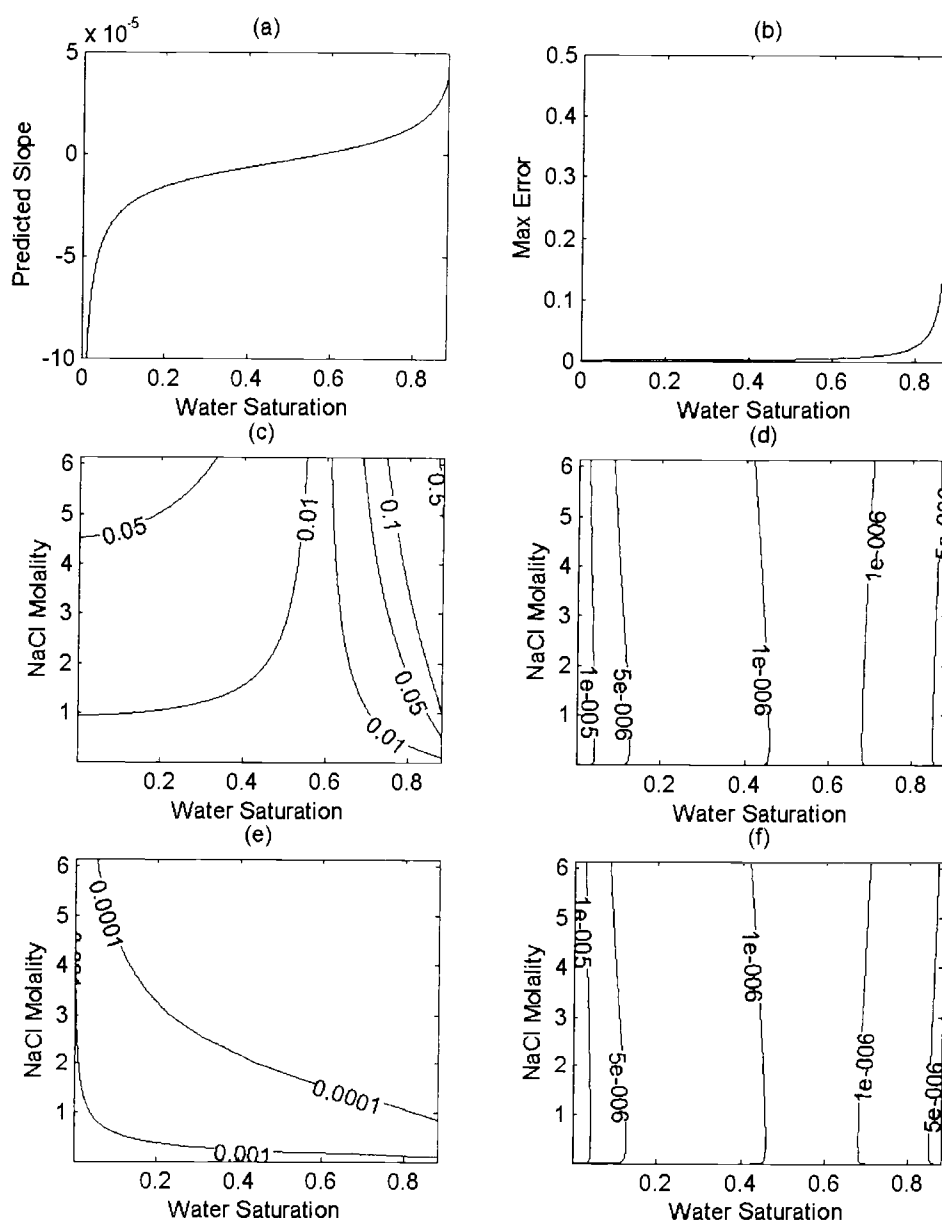 (a)
x 10-5
5
0
-5
-10
Predicted Slope
0 0.2 0.4 0.6 0.8
Water Saturation
(b)
0.5
0.4
0.3
0.2
0.1
0
Max Error
0 0.2 0.4 0.6 0.8
Water Saturation
(c)
6
5
4
3
2
1
NaCl Molality
0.05
0.01
0.1
0.5
0.05
0.01
0.2 0.4 0.6 0.8
Water Saturation
(d)
6
5
4
3
2
1
NaCl Molality
1e-005
5e-006
1e-006
1e-006
0.2 0.4 0.6 0.8
Water Saturation
(e)
6
5
4
3
2
1
NaCl Molality
0.0001
0.0001
0.001
0.2 0.4 0.6 0.8
Water Saturation
(f)
6
5
4
3
2
1
NaCl Molality
1e-005
5e-006
1e-006
1e-006
5e-006
0.2 0.4 0.6 0.8
Water Saturation